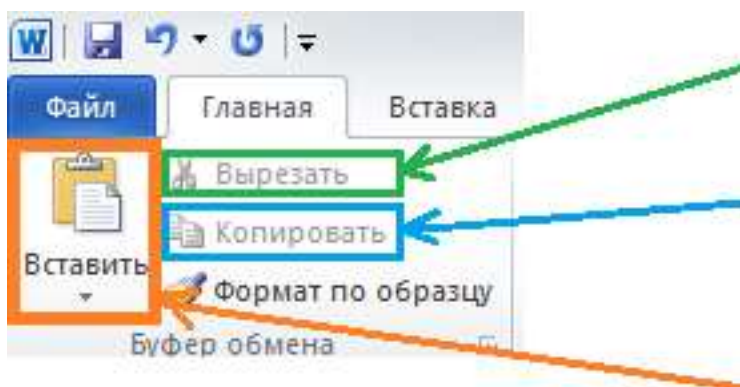 W
Файл Главная Вставка
Вырезать
Копировать
Вставить
Формат по образцу
Буфер обмена